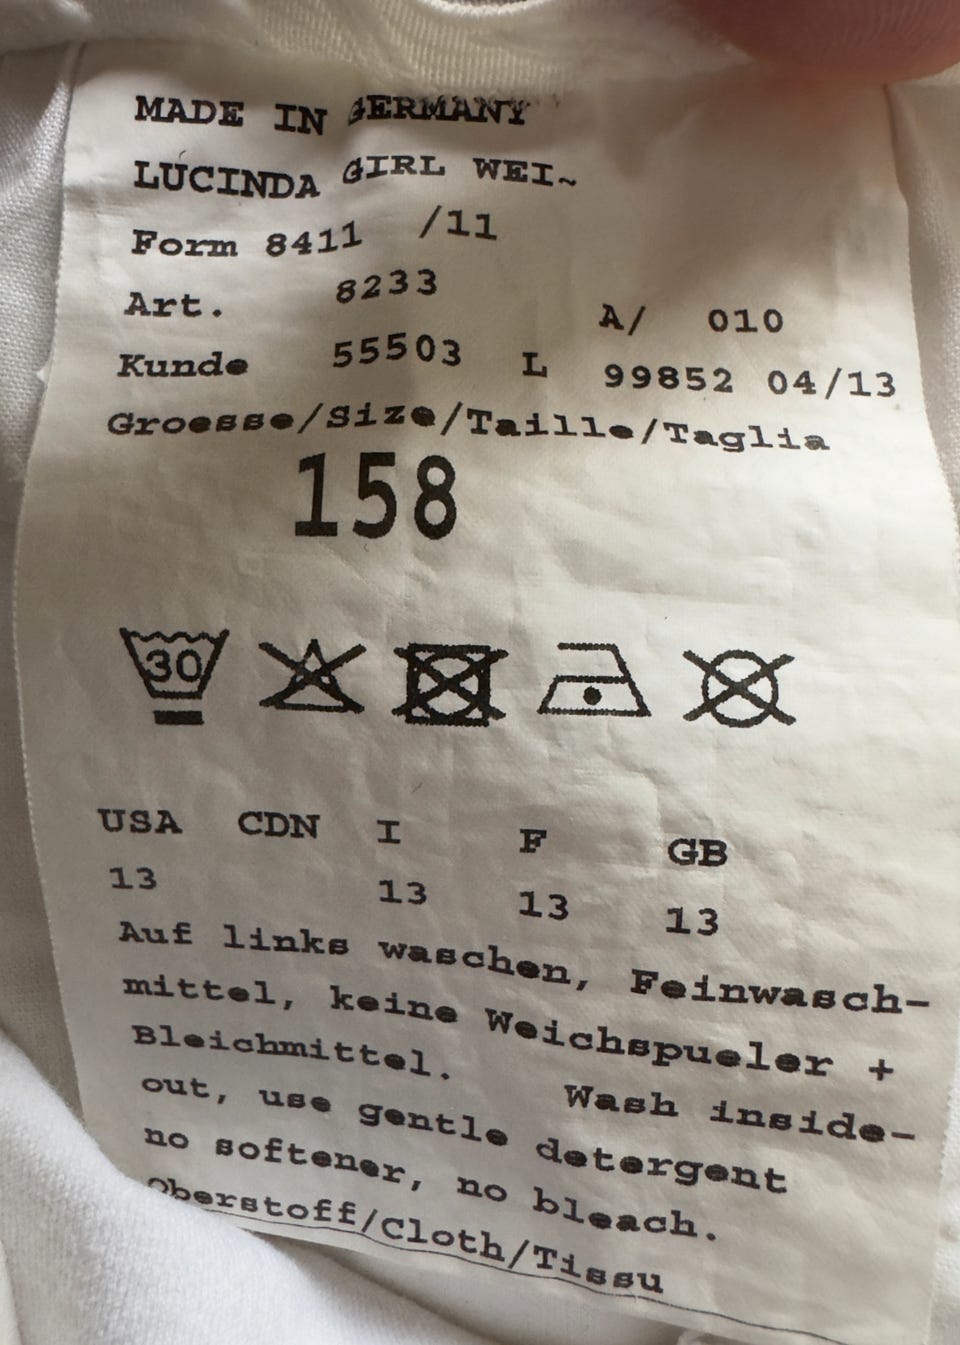 MADE IN GERMANY
LUCINDA GIRL WEI~
Form 8411 /11
Art. 8233 A/ 010
Kunde 55503 L 99852 04/13
Groesse/Size/Taille/Taglia
158
30
USA CDN I F GB
13 13 13 13
Auf links waschen, Feinwasch-
mittel, keine Weichspueler +
Bleichmittel. Wash inside-
out, use gentle detergent
no softener, no bleach.
Oberstoff/Cloth/Tissu